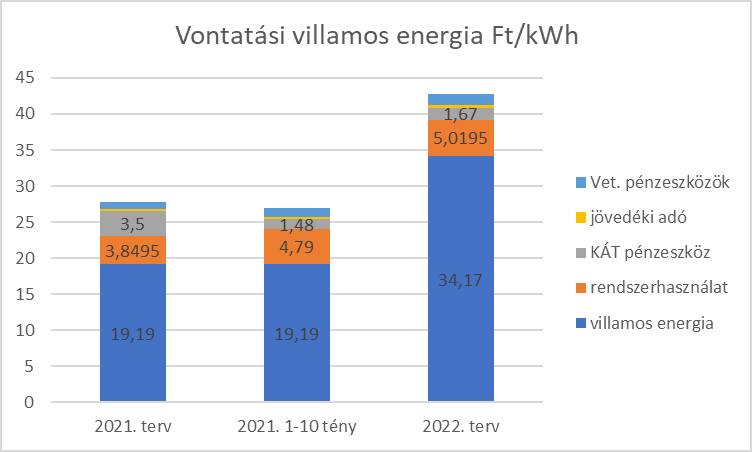 Vontatási villamos energia Ft/kWh
45
40
35
30
25
20
15
10
5
0
3,5
3,8495
19,19
1,48
4,79
19,19
1,67
5,0195
34,17
2021. terv
2021. 1-10 tény
2022. terv
Vet. pénzeszközök
jövedéki adó
KÁT pénzeszköz
rendszerhasználat
villamos energia